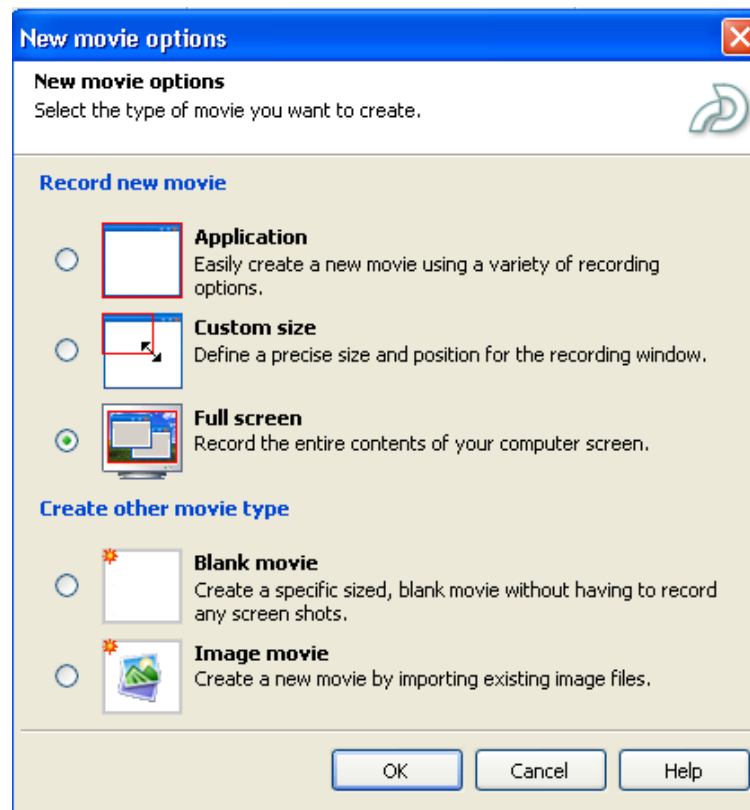 New movie options
New movie options
Select the type of movie you want to create.
Record new movie
Application
Easily create a new movie using a variety of recording
options.
Custom size
Define a precise size and position for the recording window.
Full screen
Record the entire contents of your computer screen.
Create other movie type
Blank movie
Create a specific sized, blank movie without having to record
any screen shots.
Image movie
Create a new movie by importing existing image files.
OK
Cancel
Help